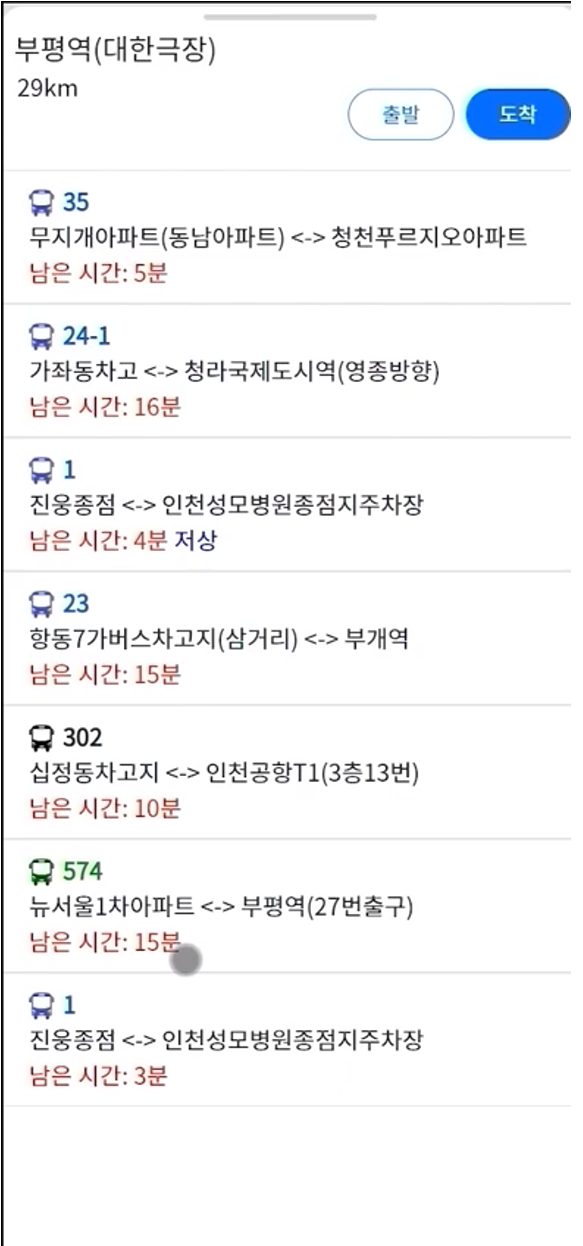 부평역(대한극장)
29km
출발
도착
35
무지개아파트(동남아파트) <-> 청천푸르지오아파트
남은 시간: 5분
24-1
가좌동차고 <-> 청라국제도시역(영종방향)
남은 시간: 16분
1
진웅종점 <-> 인천성모병원종점지주차장
남은 시간: 4분 저상
23
항동7가버스차고지(삼거리) <-> 부개역
남은 시간: 15분
302
십정동차고지 <-> 인천공항T1(3층13번)
남은 시간: 10분
574
뉴서울1차아파트 <-> 부평역(27번출구)
남은 시간: 15분
1
진웅종점 <-> 인천성모병원종점지주차장
남은 시간: 3분